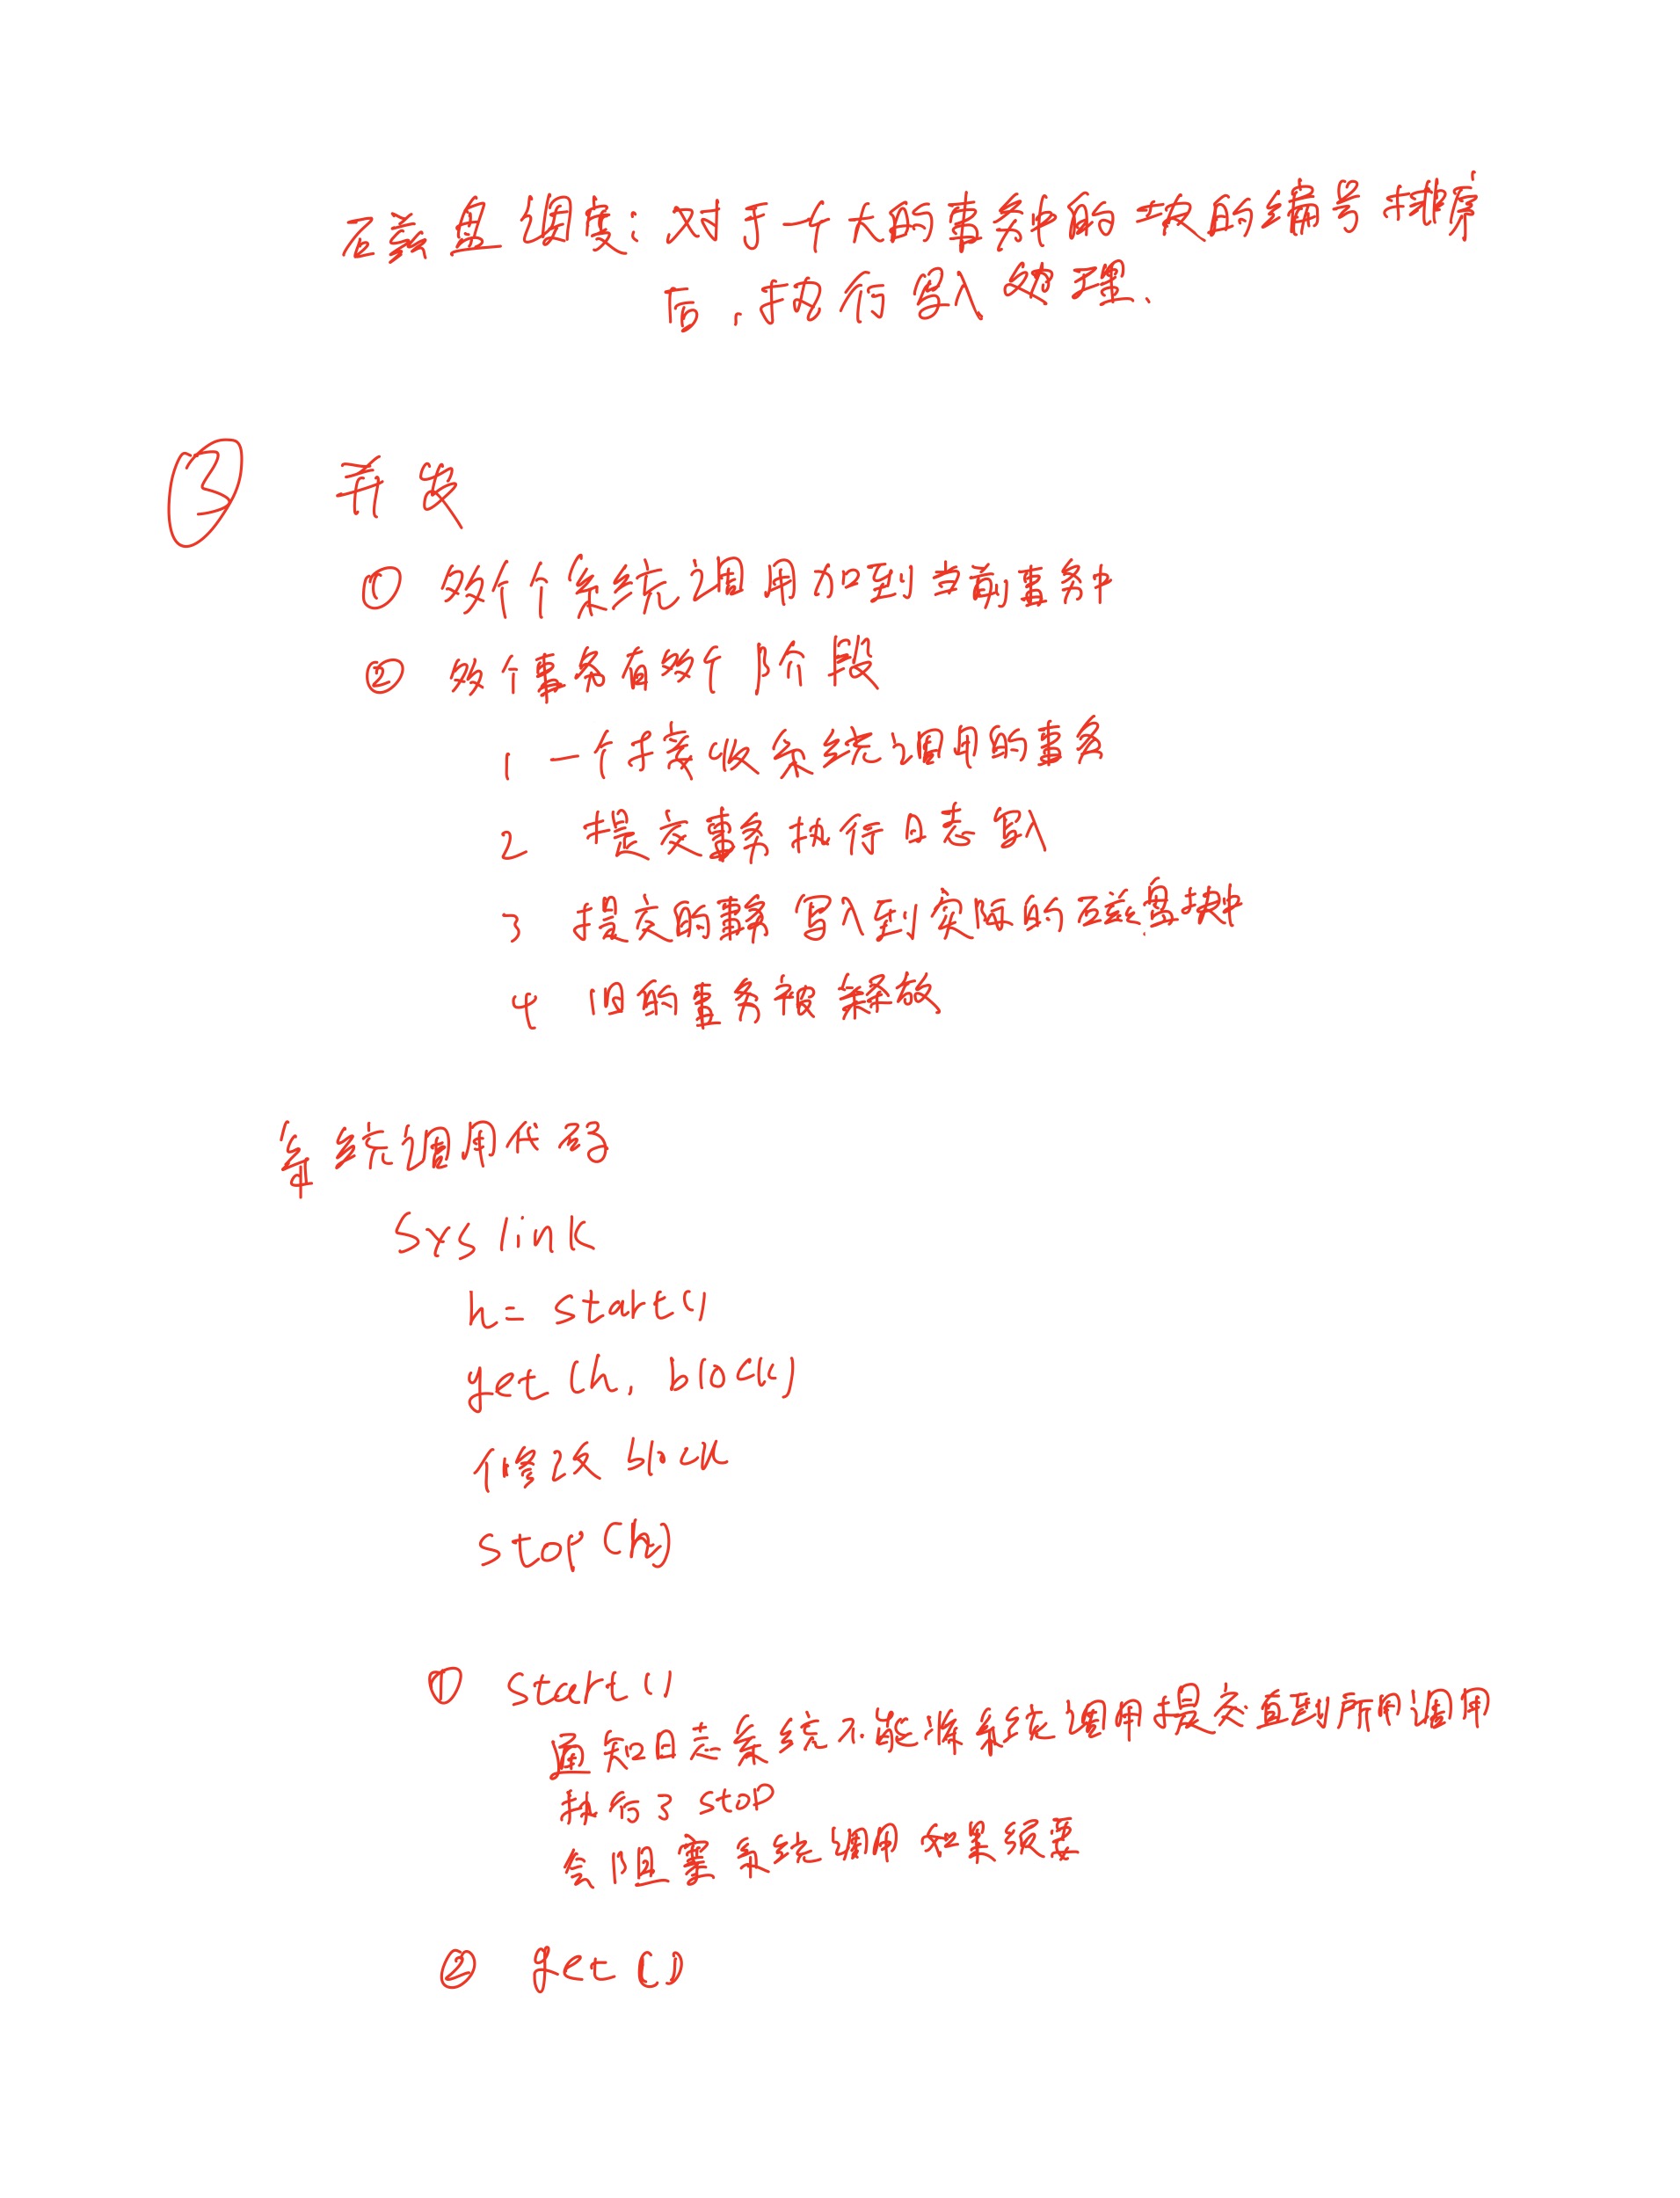 磁盘调度：对于一个大的事务中的块的编号排序
后，执行写入处理、
③ 并发
① 多个系统调用加到当前事务中
② 多个事务有多个阶段
1 一个接收系统调用的事务
2 提交事务执行日志写入
3 提交的事务写入到实际的磁盘块中
4 旧的事务被释放
系统调用代码
Sys link
h = start()
get (h, block)
修改 block
stop (h)
① start()
通知日志系统不能将系统调用提交直到所用调用
执行了 stop
会阻塞系统调用如果须要
② get ()